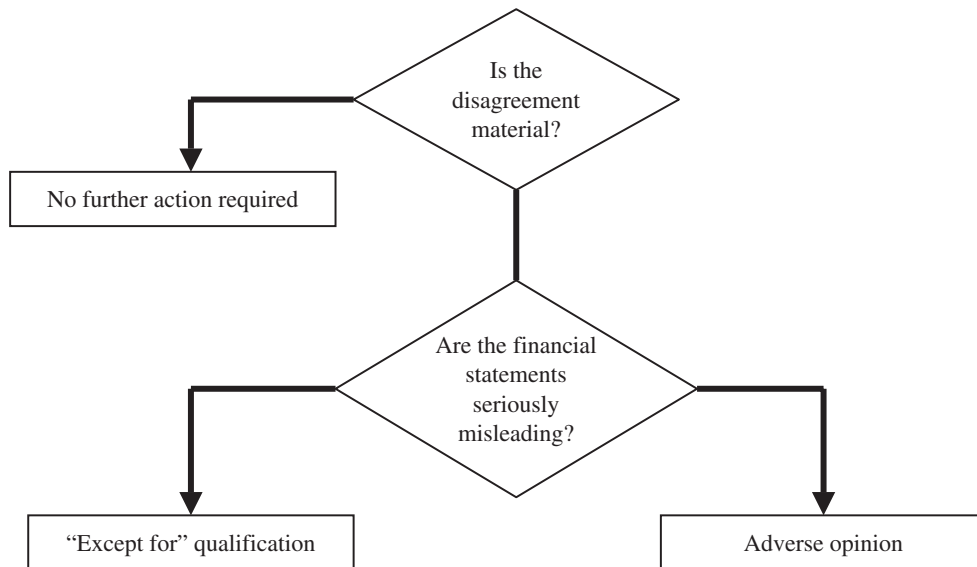 Is the
disagreement
material?
No further action required
Are the financial
statements
seriously
misleading?
“Except for” qualification
Adverse opinion